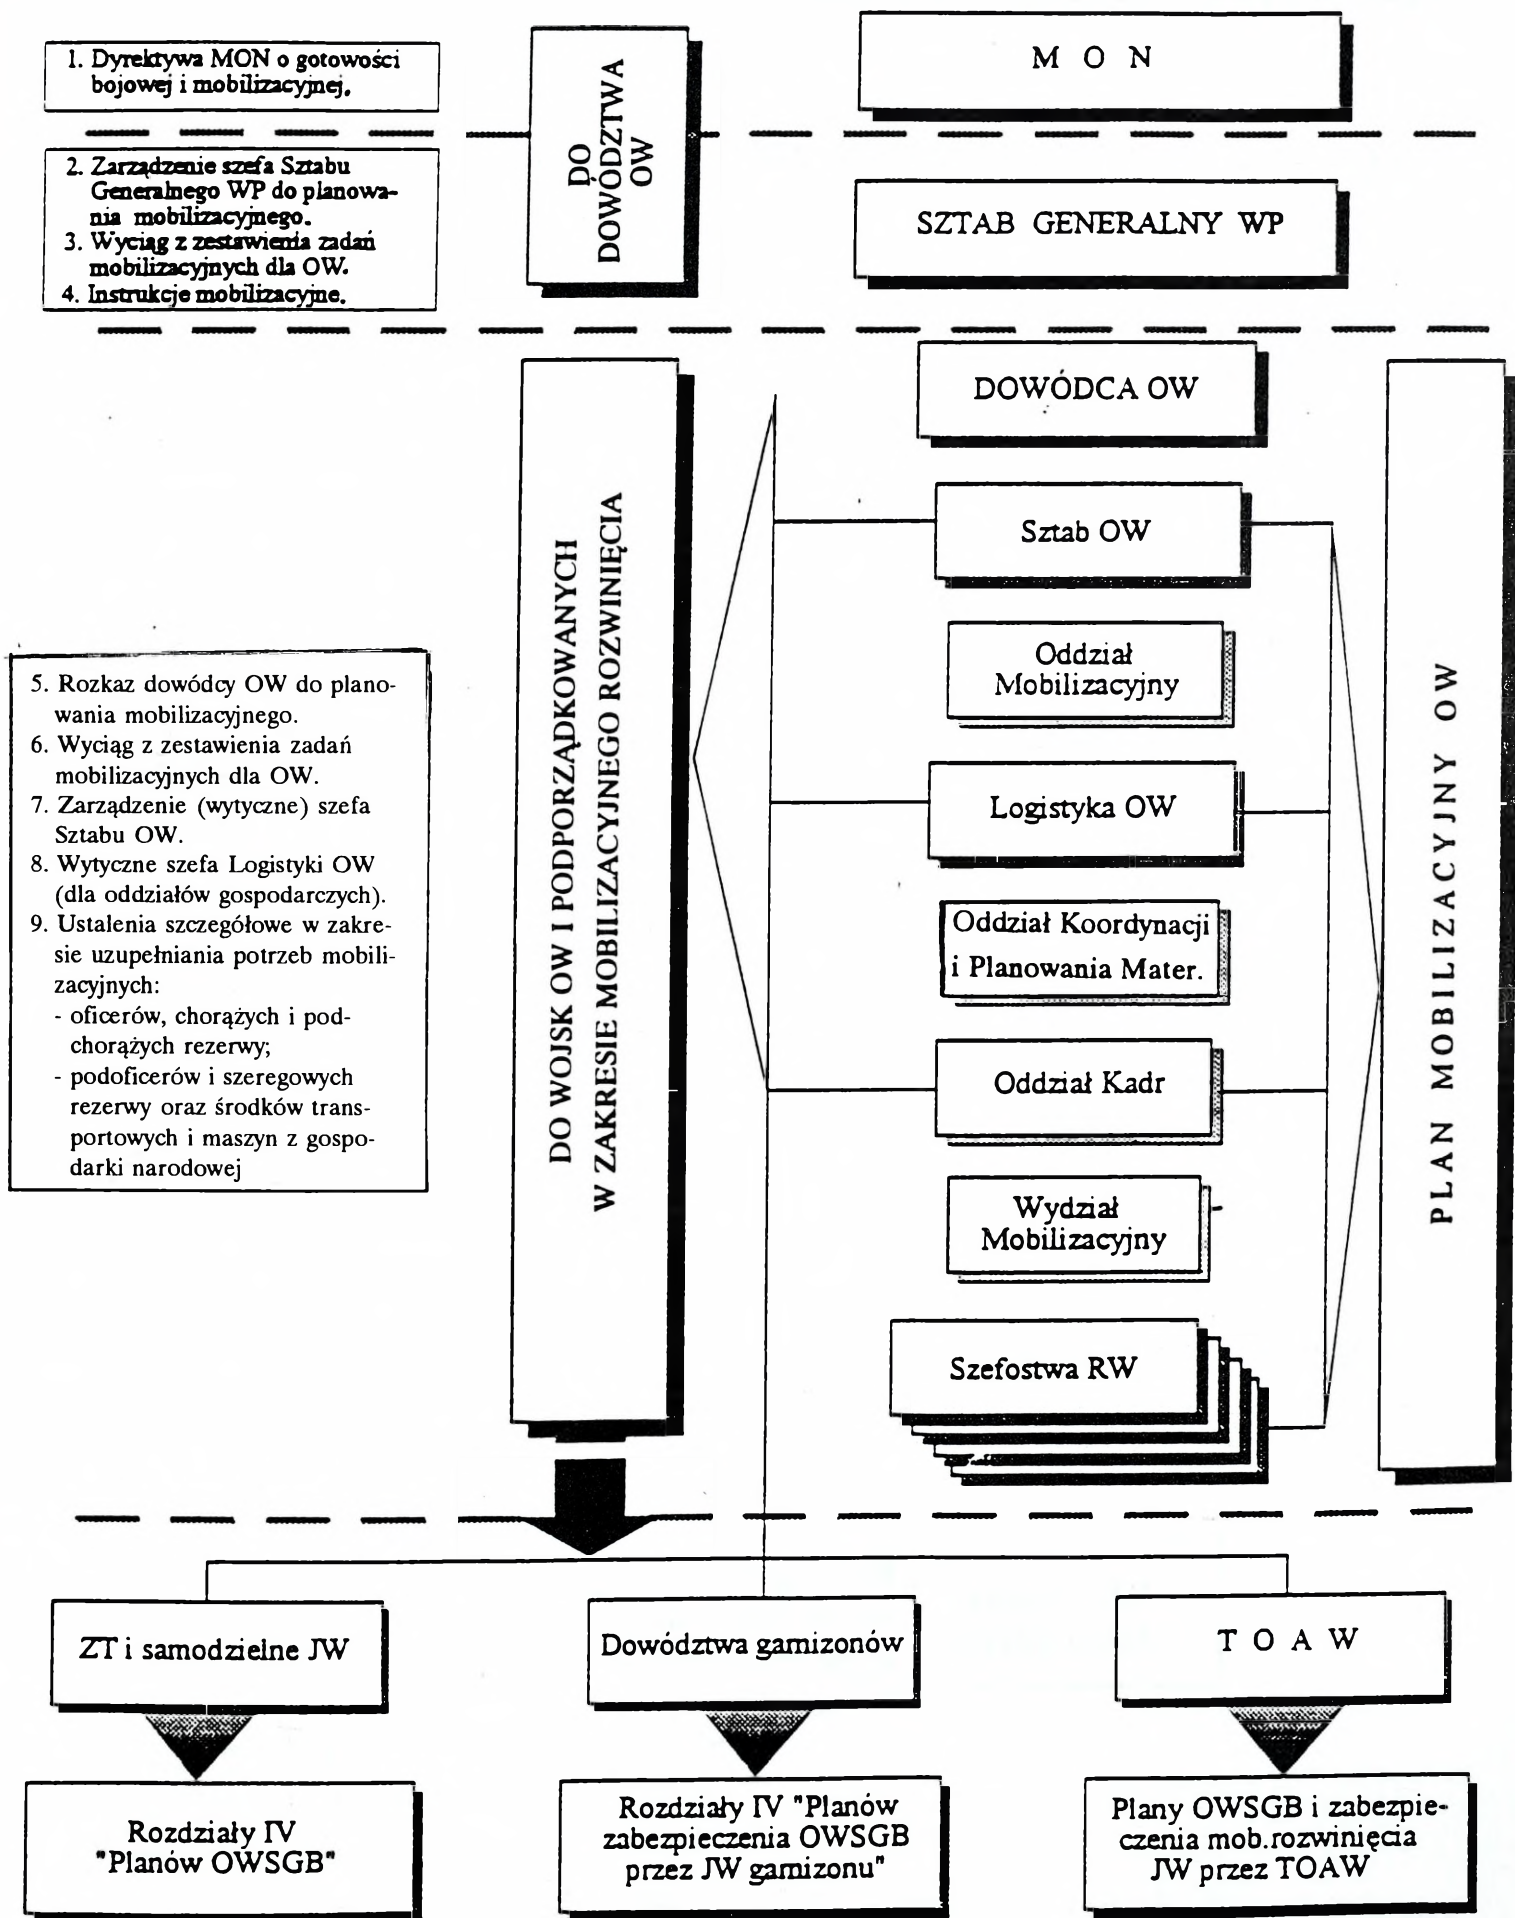 1. Dyrektywa MON o gotowości
bojowej i mobilizacyjnej.
DO
DOWÓDZTWA
OW
M O N
2. Zarządzenie szefa Sztabu
Generalnego WP do planowa-
nia mobilizacyjnego.
3. Wyciąg z zestawienia zadań
mobilizacyjnych dla OW.
4. Instrukcje mobilizacyjne.
SZTAB GENERALNY WP
DOWÓDCA OW
Sztab OW
Oddział
Mobilizacyjny
Logistyka OW
Oddział Koordynacji
i Planowania Mater.
Oddział Kadr
Wydział
Mobilizacyjny
Szefostwa RW
DO WOJSK OW I PODPORZĄDKOWANYCH
W ZAKRESIE MOBILIZACYJNEGO ROZWINIĘCIA
PLAN MOBILIZACYJNY OW
5. Rozkaz dowódcy OW do plano-
wania mobilizacyjnego.
6. Wyciąg z zestawienia zadań
mobilizacyjnych dla OW.
7. Zarządzenie (wytyczne) szefa
Sztabu OW.
8. Wytyczne szefa Logistyki OW
(dla oddziałów gospodarczych).
9. Ustalenia szczegółowe w zakre-
sie uzupełniania potrzeb mobili-
zacyjnych:
- oficerów, chorążych i pod-
chorążych rezerwy;
- podoficerów i szeregowych
rezerwy oraz środków trans-
portowych i maszyn z gospo-
darki narodowej
ZT i samodzielne JW
Dowództwa garnizonów
T O A W
Rozdziały IV
"Planów OWSGB"
Rozdziały IV "Planów
zabezpieczenia OWSGB
przez JW garnizonu"
Plany OWSGB i zabezpie-
czenia mob.rozwinięcia
JW przez TOAW